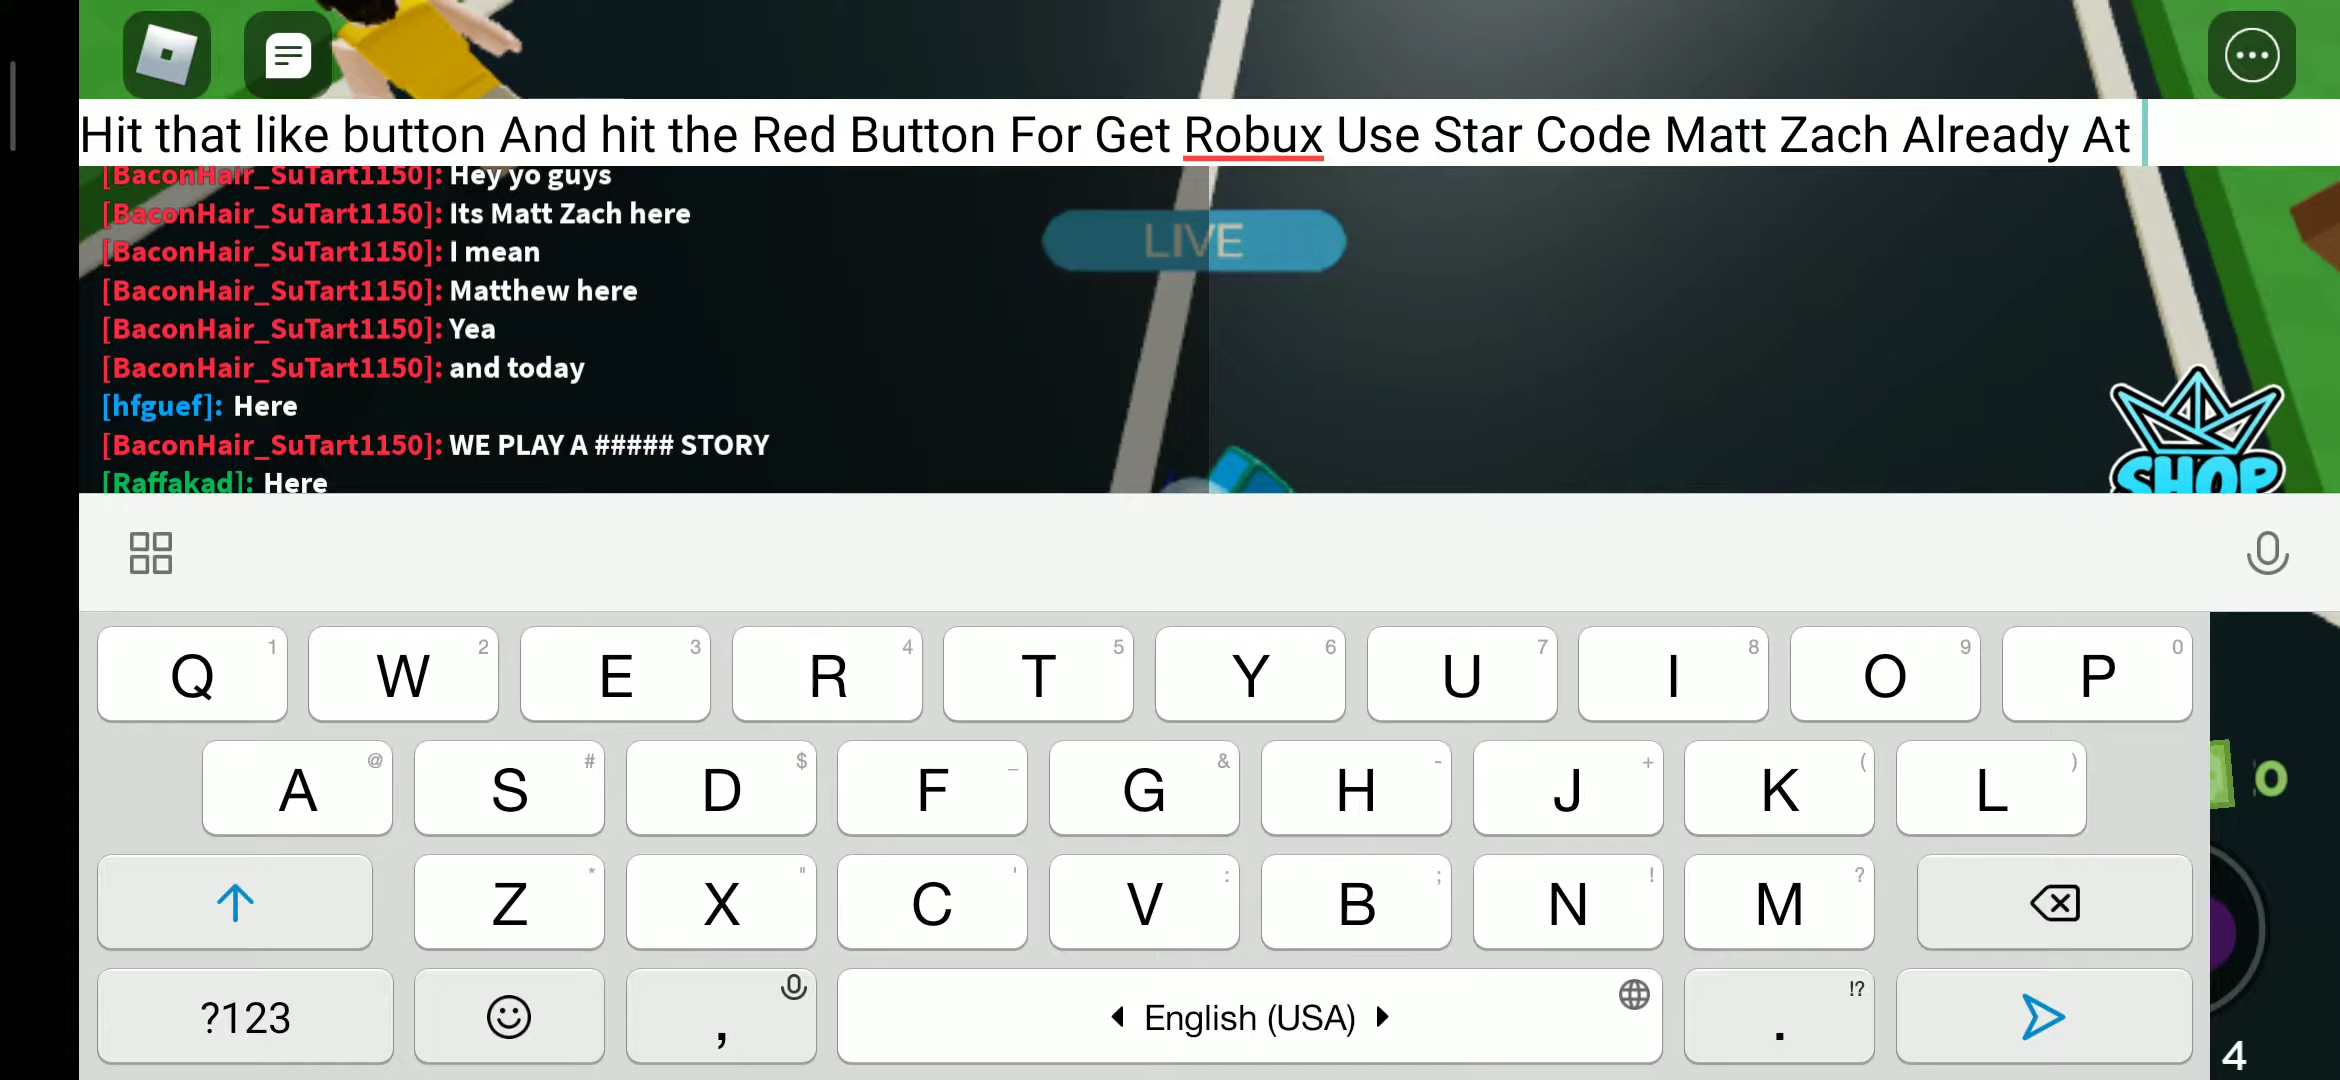 Hit that like button And hit the Red Button For Get Robux Use Star Code Matt Zach Already At
[BaconHair_SuTart1150]: Hey yo guys
[BaconHair_SuTart1150]: Its Matt Zach here
LIVE
[BaconHair_SuTart1150]: I mean
[BaconHair_SuTart1150]: Matthew here
[BaconHair_SuTart1150]: Yea
[BaconHair_SuTart1150]: and today
[hfguef]: Here
[BaconHair_SuTart1150]: WE PLAY A ##### STORY
[Raffakad]: Here
SHOP
Q 1 W 2 E 3 R 4 T 5 Y 6 U 7 I 8 O 9 P 0
A @ S # D $ F _ G & H - J + K ( L )
0
Z * X " C ' V : B ; N ! M ?
?123 , English (USA) . !?
4